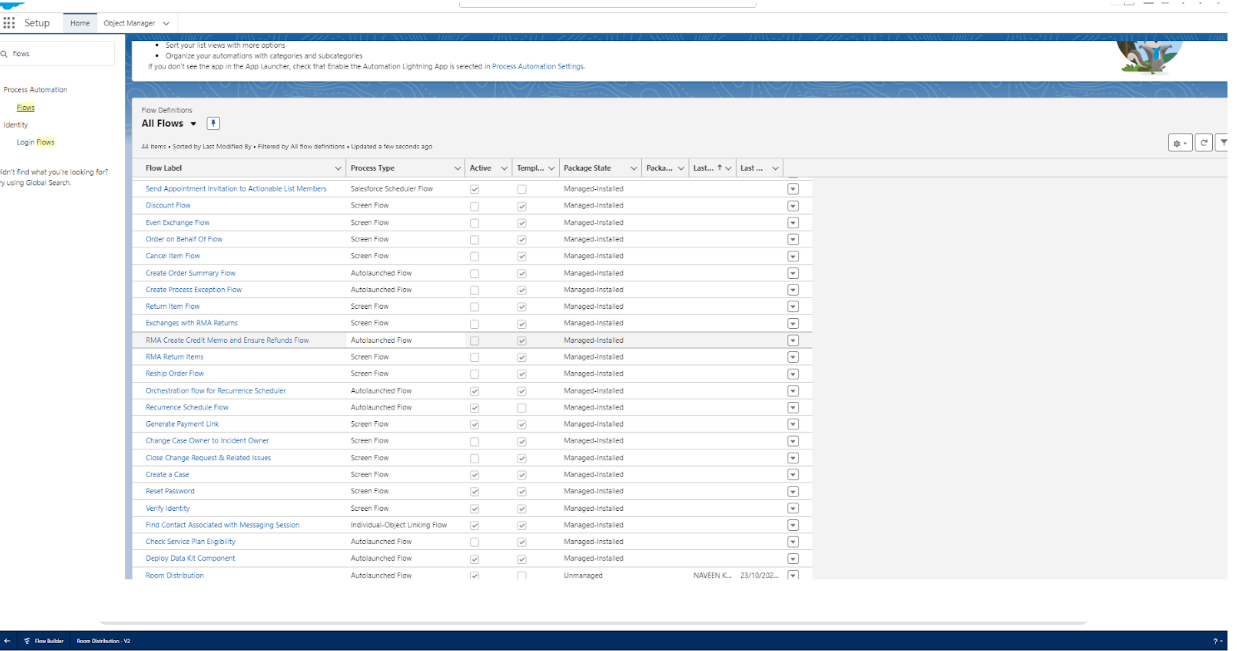 Setup Home Object Manager
flows
Process Automation
Flows
Identity
Login Flows
idn't find what you're looking for?
ry using Global Search.
Sort your list views with more options
Organize your automations with categories and subcategories
If you don't see the app in the App Launcher, check that Enable the Automation Lightning App is selected in Process Automation Settings.
Flow Definitions
All Flows
44 items • Sorted by Last Modified By • Filtered by All flow definitions • Updated a few seconds ago
Flow Label Process Type Active Templ... Package State Packa... Last... ↑ Last ...
Send Appointment Invitation to Actionable List Members Salesforce Scheduler Flow Managed-Installed
Discount Flow Screen Flow Managed-Installed
Even Exchange Flow Screen Flow Managed-Installed
Order on Behalf Of Flow Screen Flow Managed-Installed
Cancel Item Flow Screen Flow Managed-Installed
Create Order Summary Flow Autolaunched Flow Managed-Installed
Create Process Exception Flow Autolaunched Flow Managed-Installed
Return Item Flow Screen Flow Managed-Installed
Exchanges with RMA Returns Screen Flow Managed-Installed
RMA Create Credit Memo and Ensure Refunds Flow Autolaunched Flow Managed-Installed
RMA Return Items Screen Flow Managed-Installed
Reship Order Flow Screen Flow Managed-Installed
Orchestration flow for Recurrence Scheduler Autolaunched Flow Managed-Installed
Recurrence Schedule Flow Autolaunched Flow Managed-Installed
Generate Payment Link Screen Flow Managed-Installed
Change Case Owner to Incident Owner Screen Flow Managed-Installed
Close Change Request & Related Issues Screen Flow Managed-Installed
Create a Case Screen Flow Managed-Installed
Reset Password Screen Flow Managed-Installed
Verify Identity Screen Flow Managed-Installed
Find Contact Associated with Messaging Session Individual-Object Linking Flow Managed-Installed
Check Service Plan Eligibility Autolaunched Flow Managed-Installed
Deploy Data Kit Component Autolaunched Flow Managed-Installed
Room Distribution Autolaunched Flow Unmanaged NAVEEN K... 23/10/202...
Flow Builder Room Distribution - V2 ?